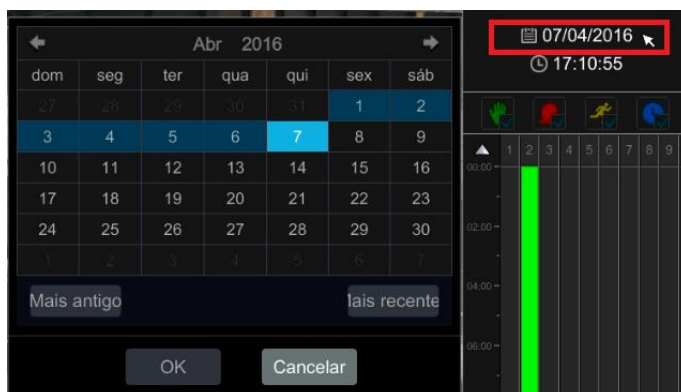 Abr 2016
dom seg ter qua qui sex sáb
27 28 29 30 31 1 2
3 4 5 6 7 8 9
10 11 12 13 14 15 16
17 18 19 20 21 22 23
24 25 26 27 28 29 30
1 2 3 4 5 6 7
Mais antigo
lais recente
OK
Cancelar
07/04/2016
17:10:55
1 2 3 4 5 6 7 8 9
00:00
02:00
04:00
06:00